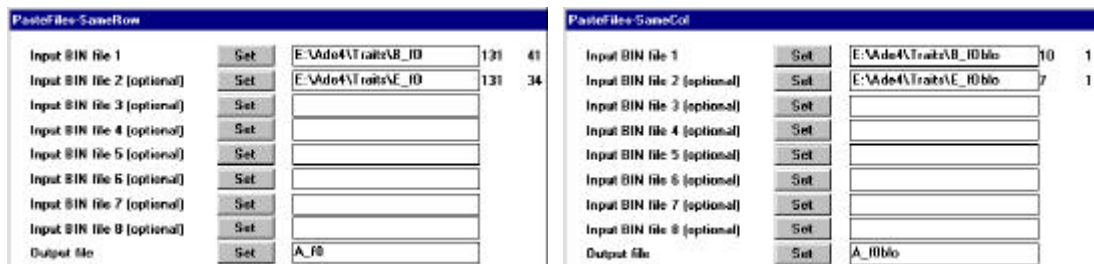 PasteFiles-SameRow
Input BIN file 1 Set E:\Ade4\Traits\B_f0 131 41
Input BIN file 2 (optional) Set E:\Ade4\Traits\E_f0 131 34
Input BIN file 3 (optional) Set
Input BIN file 4 (optional) Set
Input BIN file 5 (optional) Set
Input BIN file 6 (optional) Set
Input BIN file 7 (optional) Set
Input BIN file 8 (optional) Set
Output file Set A_f0
PasteFiles-SameCol
Input BIN file 1 Set E:\Ade4\Traits\B_f0blo 10 1
Input BIN file 2 (optional) Set E:\Ade4\Traits\E_f0blo 7 1
Input BIN file 3 (optional) Set
Input BIN file 4 (optional) Set
Input BIN file 5 (optional) Set
Input BIN file 6 (optional) Set
Input BIN file 7 (optional) Set
Input BIN file 8 (optional) Set
Output file Set A_f0blo